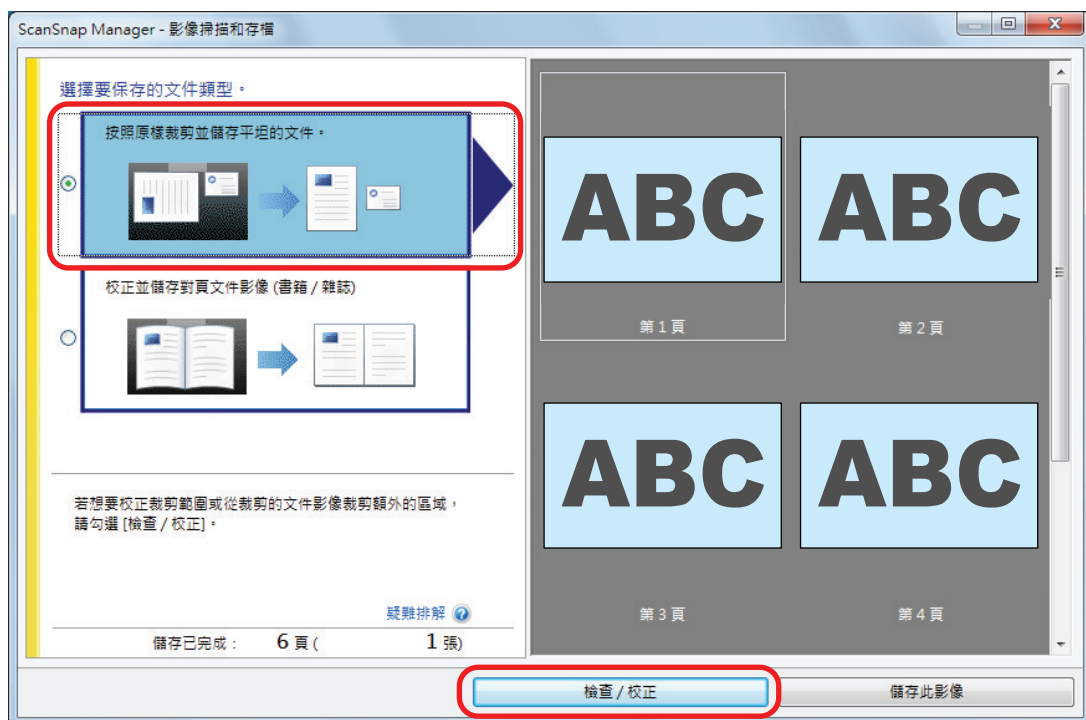 ScanSnap Manager - 影像掃描和存檔
選擇要保存的文件類型。
按照原樣裁剪並儲存平坦的文件。
校正並儲存對頁文件影像 (書籍 / 雜誌)
若想要校正裁剪範圍或從裁剪的文件影像裁剪額外的區域，
請勾選 [檢查 / 校正]。
疑難排解
儲存已完成： 6 頁 ( 1 張)
ABC
ABC
第 1 頁
第 2 頁
ABC
ABC
第 3 頁
第 4 頁
檢查 / 校正
儲存此影像